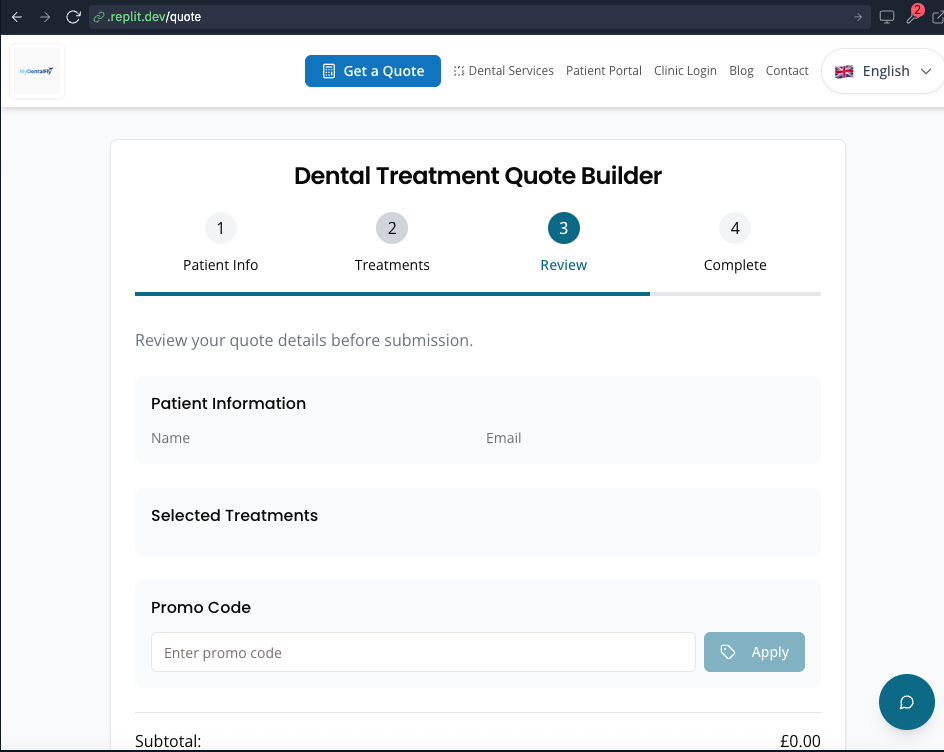 .replit.dev/quote
2
MyDentalFly
Get a Quote
Dental Services
Patient Portal
Clinic Login
Blog
Contact
English
Dental Treatment Quote Builder
1
2
3
4
Patient Info
Treatments
Review
Complete
Review your quote details before submission.
Patient Information
Name
Email
Selected Treatments
Promo Code
Enter promo code
Apply
Subtotal:
£0.00